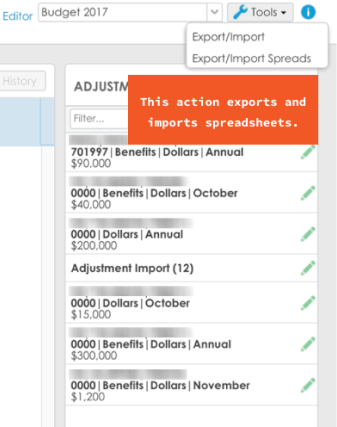 Editor Budget 2017 Tools
Export/Import
Export/Import Spreads
History
ADJUSTM
This action exports and
imports spreadsheets.
Filter...
701997 | Benefits | Dollars | Annual
$90,000
0000 | Benefits | Dollars | October
$40,000
0000 | Dollars | Annual
$200,000
Adjustment Import (12)
0000 | Dollars | October
$15,000
0000 | Benefits | Dollars | Annual
$300,000
0000 | Benefits | Dollars | November
$1,200